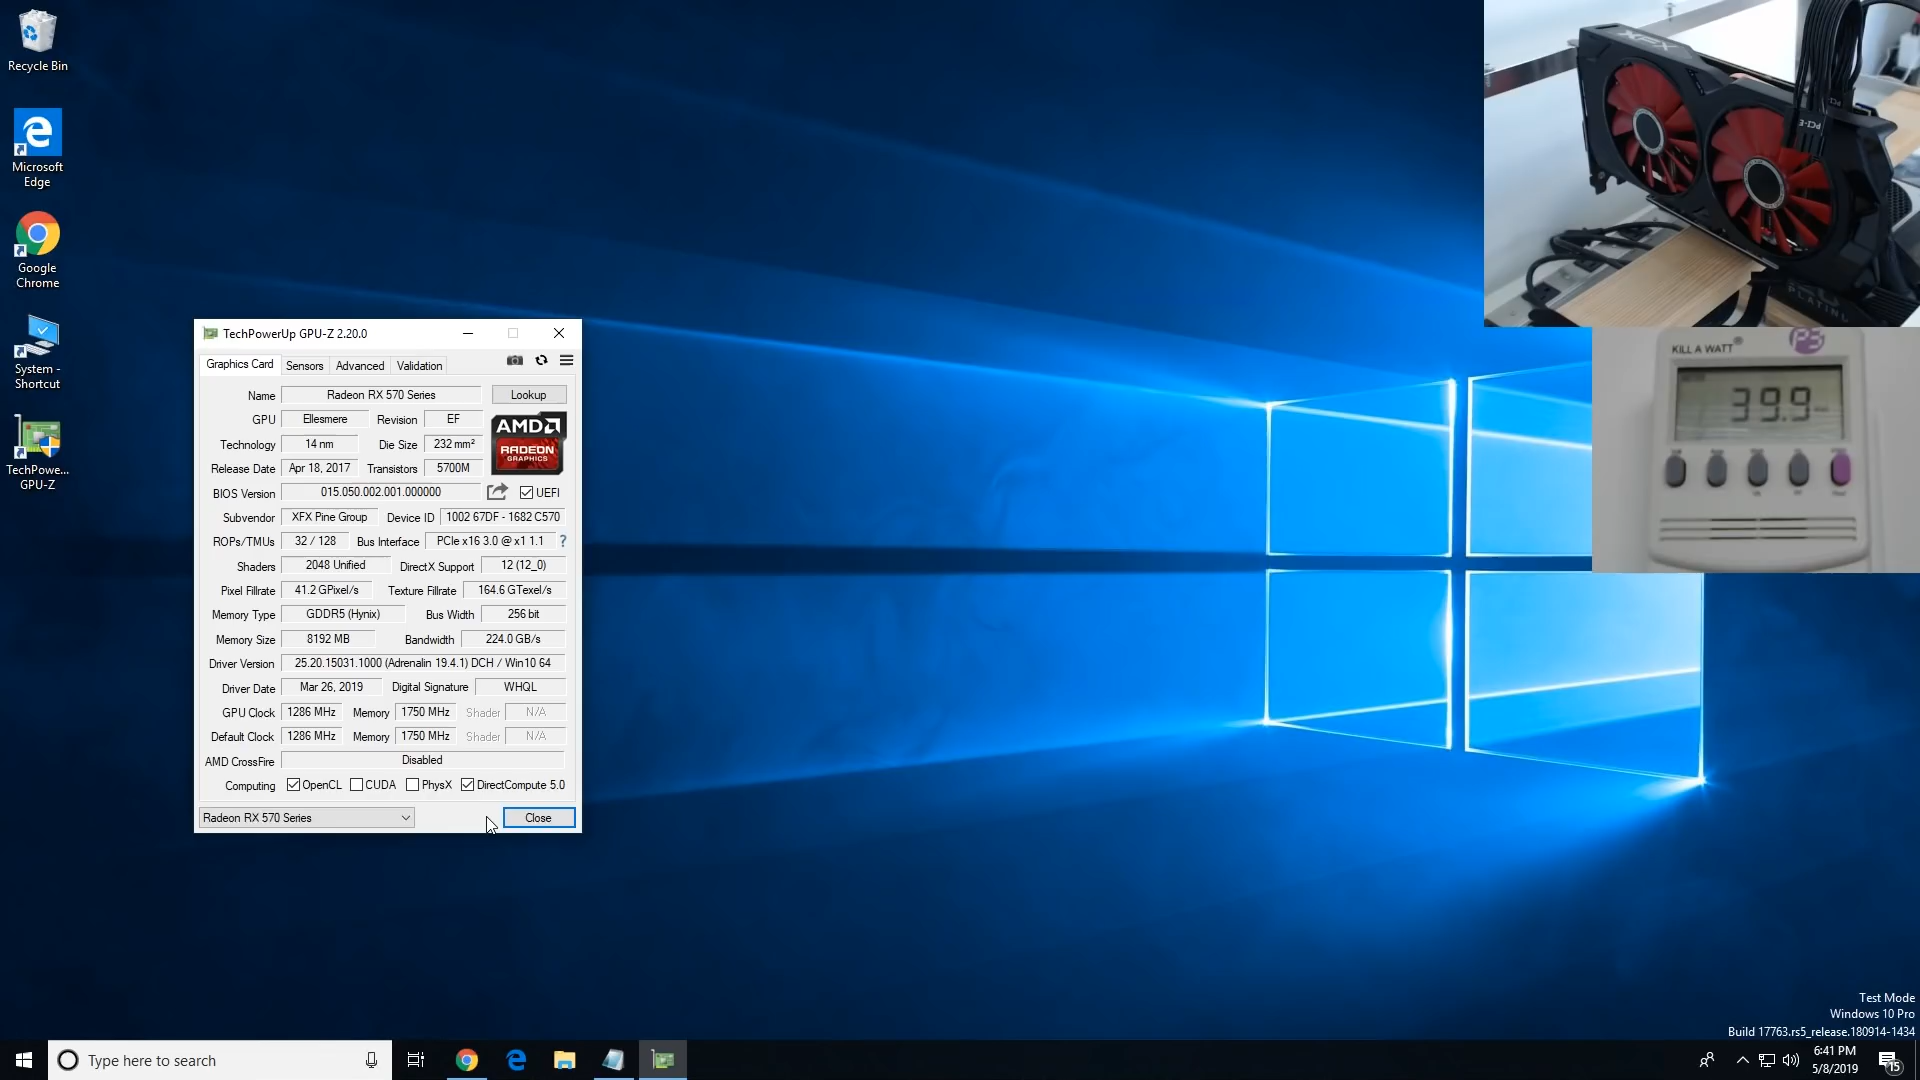 Recycle Bin
Microsoft
Edge
Google
Chrome
System -
Shortcut
TechPowe...
GPU-Z
TechPowerUp GPU-Z 2.20.0
Graphics Card Sensors Advanced Validation
Name Radeon RX 570 Series Lookup
GPU Ellesmere Revision EF
AMD
RADEON
GRAPHICS
Technology 14 nm Die Size 232 mm²
Release Date Apr 18, 2017 Transistors 5700M
BIOS Version 015.050.002.001.000000 UEFI
Subvendor XFX Pine Group Device ID 1002 67DF - 1682 C570
ROPs/TMUs 32 / 128 Bus Interface PCIe x16 3.0 @ x1 1.1 ?
Shaders 2048 Unified DirectX Support 12 (12_0)
Pixel Fillrate 41.2 GPixel/s Texture Fillrate 164.6 GTexel/s
Memory Type GDDR5 (Hynix) Bus Width 256 bit
Memory Size 8192 MB Bandwidth 224.0 GB/s
Driver Version 25.20.15031.1000 (Adrenalin 19.4.1) DCH / Win10 64
Driver Date Mar 26, 2019 Digital Signature WHQL
GPU Clock 1286 MHz Memory 1750 MHz Shader N/A
Default Clock 1286 MHz Memory 1750 MHz Shader N/A
AMD CrossFire Disabled
Computing OpenCL CUDA PhysX DirectCompute 5.0
Radeon RX 570 Series Close
XFX
PCI-E
PLATINUM
KILL A WATT®
P3
39.9
Test Mode
Windows 10 Pro
Build 17763.rs5_release.180914-1434
Type here to search
6:41 PM
5/8/2019
15